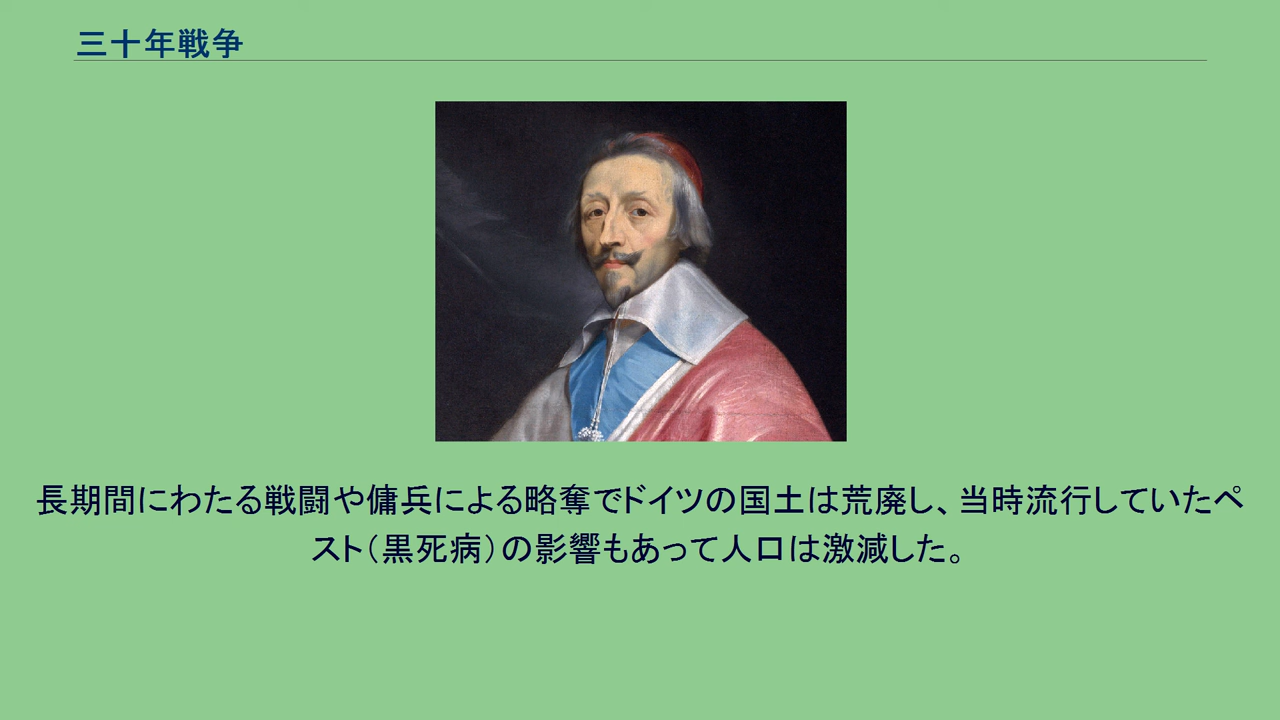 三十年戦争
長期間にわたる戦闘や傭兵による略奪でドイツの国土は荒廃し、当時流行していたペ
スト（黒死病）の影響もあって人口は激減した。